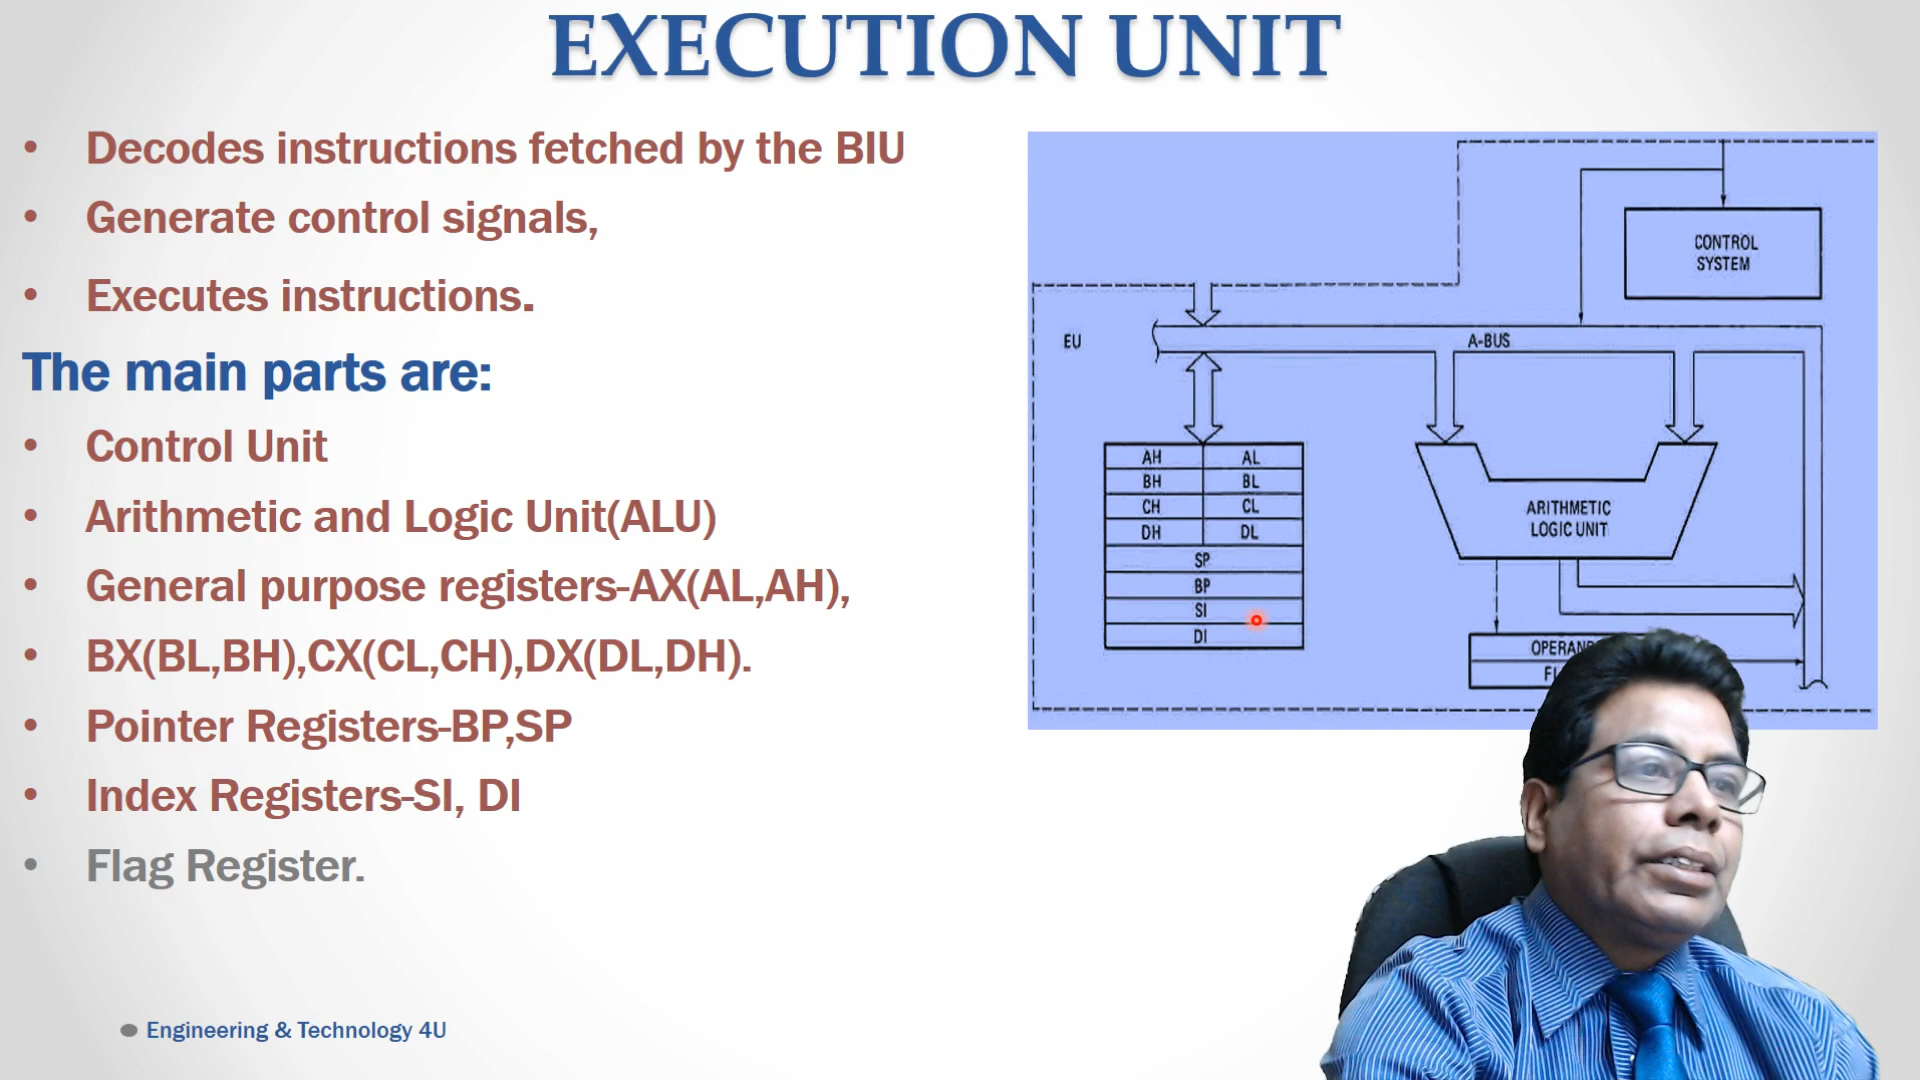 EXECUTION UNIT
• Decodes instructions fetched by the BIU
• Generate control signals,
• Executes instructions.
The main parts are:
• Control Unit
• Arithmetic and Logic Unit(ALU)
• General purpose registers-AX(AL,AH),
• BX(BL,BH),CX(CL,CH),DX(DL,DH).
• Pointer Registers-BP,SP
• Index Registers-SI, DI
• Flag Register.
Engineering & Technology 4U
CONTROL
SYSTEM
EU
A-BUS
AH AL
BH BL
CH CL
DH DL
SP
BP
SI
DI
ARITHMETIC
LOGIC UNIT